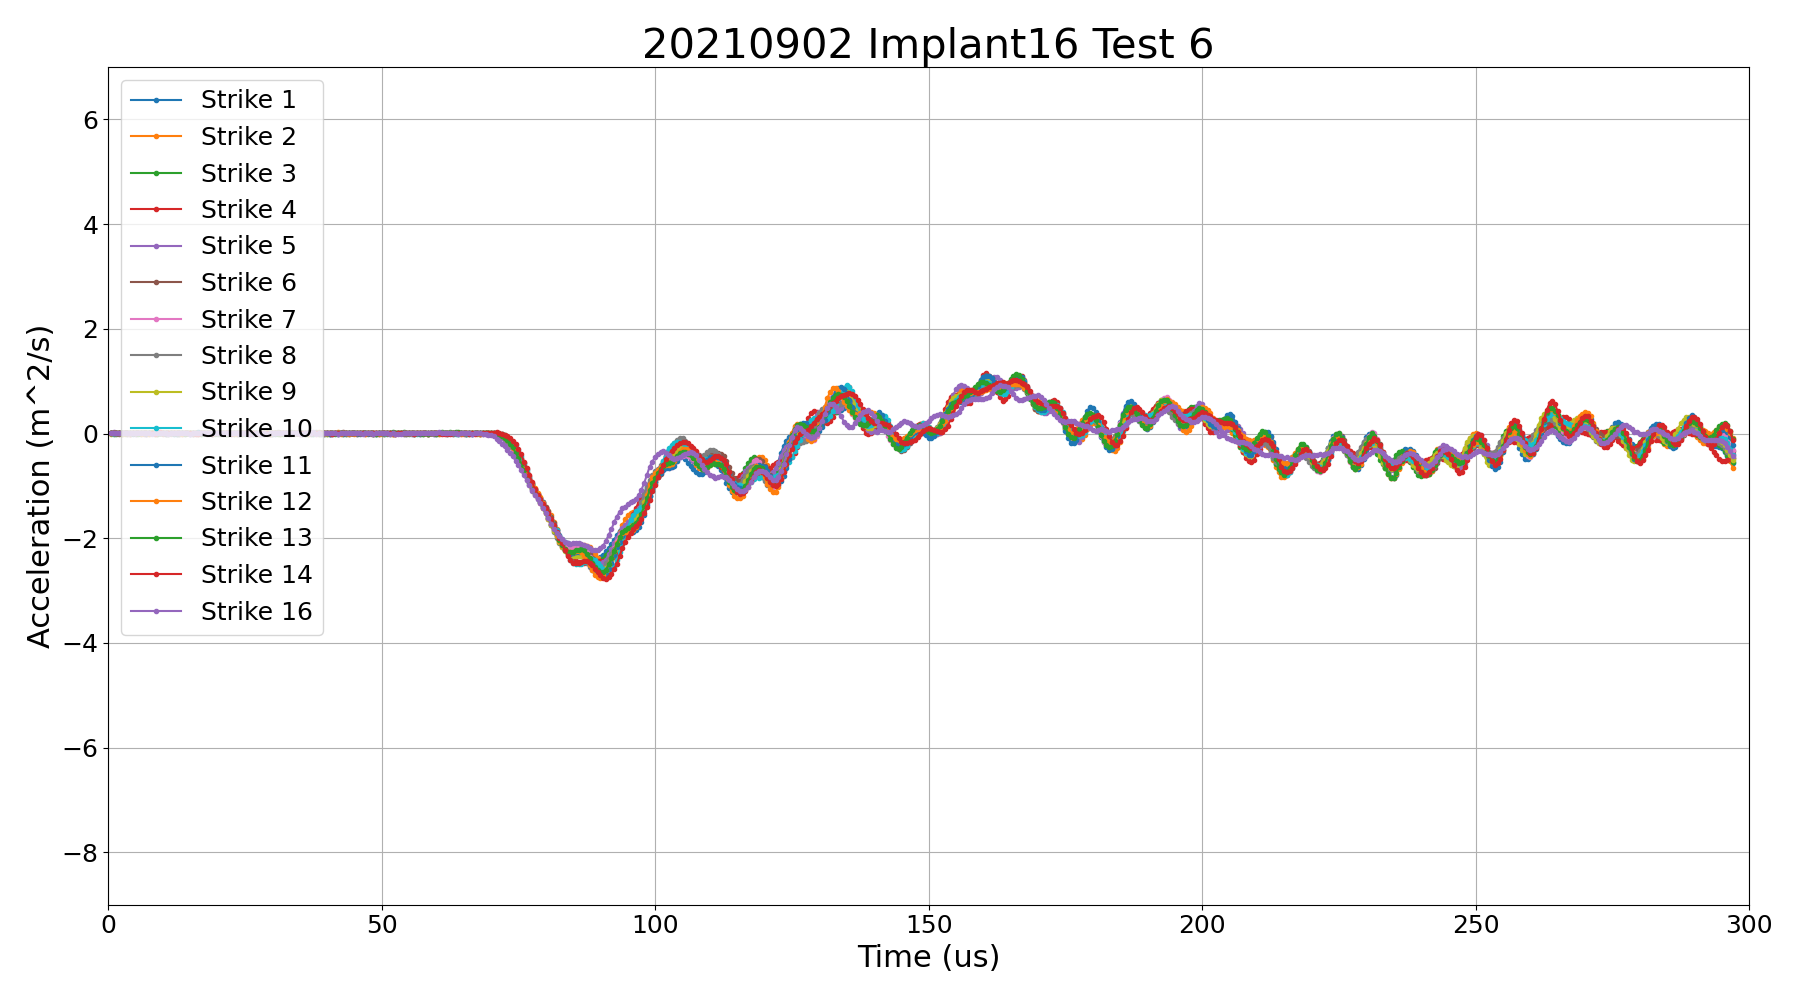 20210902 Implant16 Test 6
Strike 1
Strike 2
Strike 3
Strike 4
Strike 5
Strike 6
Strike 7
Strike 8
Strike 9
Strike 10
Strike 11
Strike 12
Strike 13
Strike 14
Strike 16
6
4
2
0
−2
−4
−6
−8
Acceleration (m^2/s)
0 50 100 150 200 250 300
Time (us)